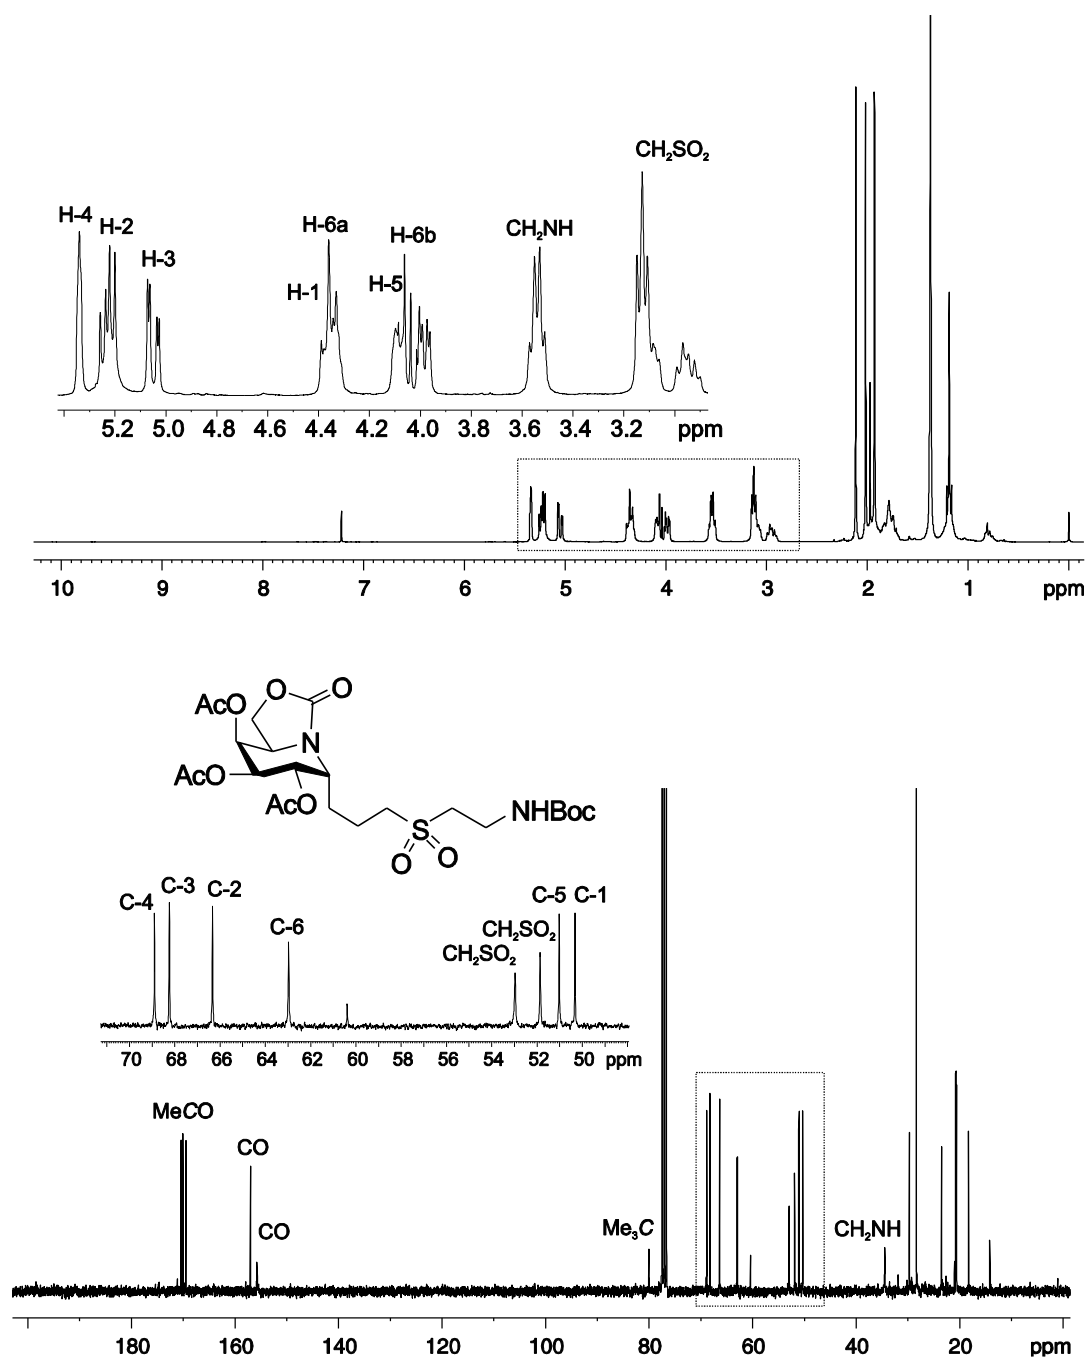 CH₂SO₂
H-4
H-2
H-3
H-6a
H-1
H-6b
H-5
CH₂NH
5.2 5.0 4.8 4.6 4.4 4.2 4.0 3.8 3.6 3.4 3.2 ppm
10 9 8 7 6 5 4 3 2 1 ppm
O O
AcO
N
AcO
AcO
NHBoc
S
O O
C-4 C-3 C-2
C-6
CH₂SO₂
CH₂SO₂
C-5 C-1
70 68 66 64 62 60 58 56 54 52 50 ppm
MeCO
CO
CO
Me₃C
CH₂NH
180 160 140 120 100 80 60 40 20 ppm